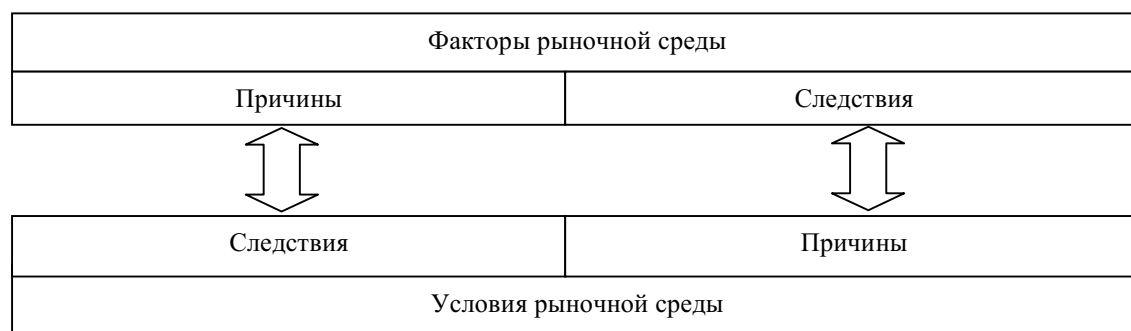 Факторы рыночной среды
Причины Следствия
Следствия Причины
Условия рыночной среды